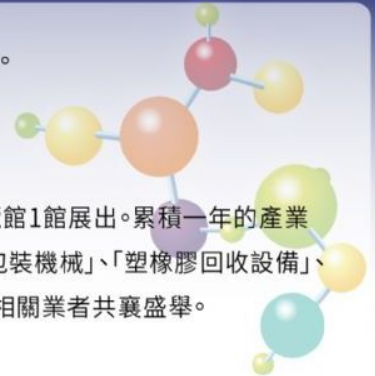 。
館1館展出。累積一年的產業
包裝機械」、「塑橡膠回收設備」、
相關業者共襄盛舉。